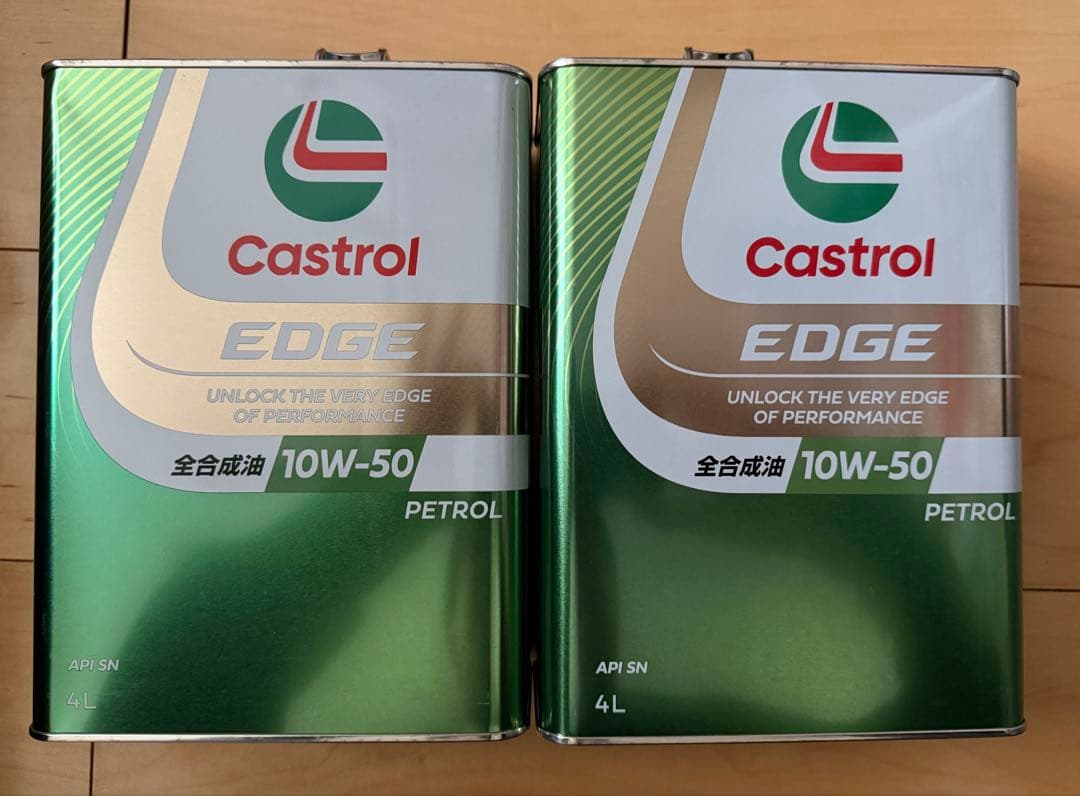 Castrol
EDGE
UNLOCK THE VERY EDGE
OF PERFORMANCE
全合成油 10W-50
PETROL
API SN
4L
Castrol
EDGE
UNLOCK THE VERY EDGE
OF PERFORMANCE
全合成油 10W-50
PETROL
API SN
4L